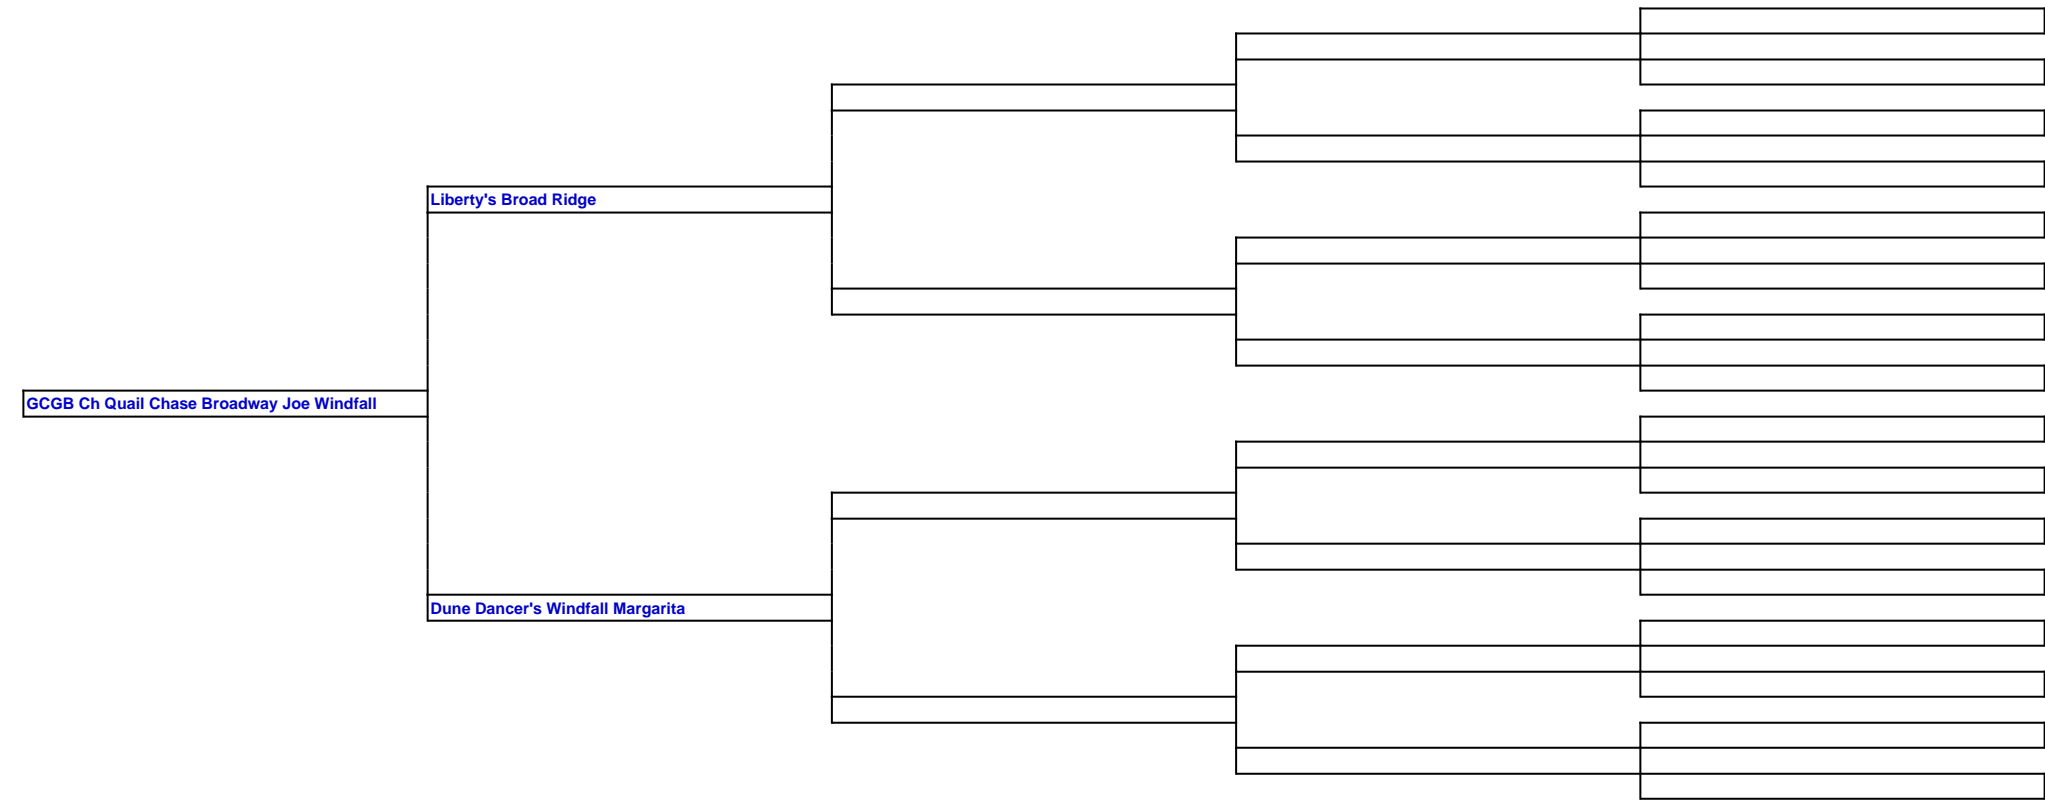 Liberty's Broad Ridge
GCGB Ch Quail Chase Broadway Joe Windfall
Dune Dancer's Windfall Margarita